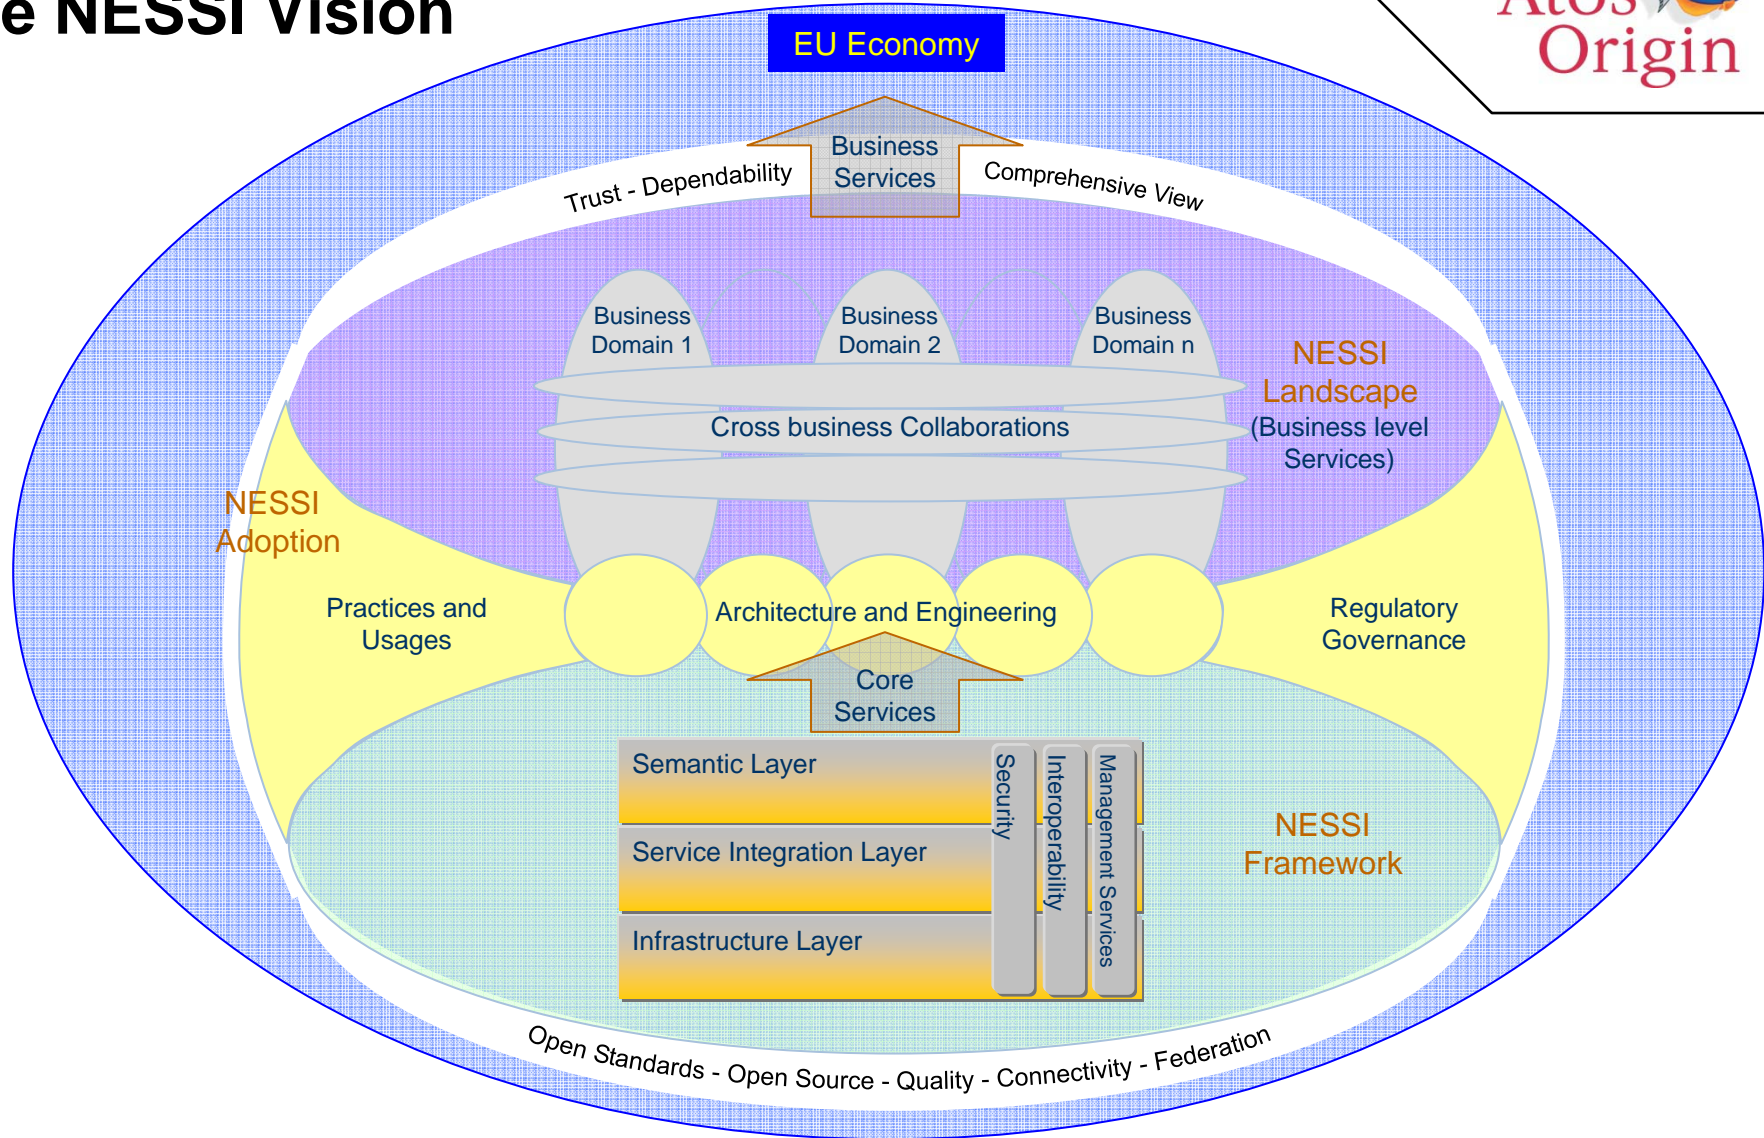 e NESSI Vision
Atos
Origin
EU Economy
Business
Services
Trust - Dependability
Comprehensive View
Business
Domain 1
Business
Domain 2
Business
Domain n
NESSI
Landscape
(Business level
Services)
Cross business Collaborations
NESSI
Adoption
Practices and
Usages
Architecture and Engineering
Regulatory
Governance
Core
Services
Semantic Layer
Service Integration Layer
Infrastructure Layer
Security
Interoperability
Management Services
NESSI
Framework
Open Standards - Open Source - Quality - Connectivity - Federation